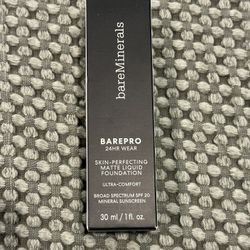 bareMinerals
BAREPRO
24HR WEAR
SKIN-PERFECTING
MATTE LIQUID
FOUNDATION
ULTRA-COMFORT
BROAD SPECTRUM SPF 20
MINERAL SUNSCREEN
30 ml / 1 fl. oz.